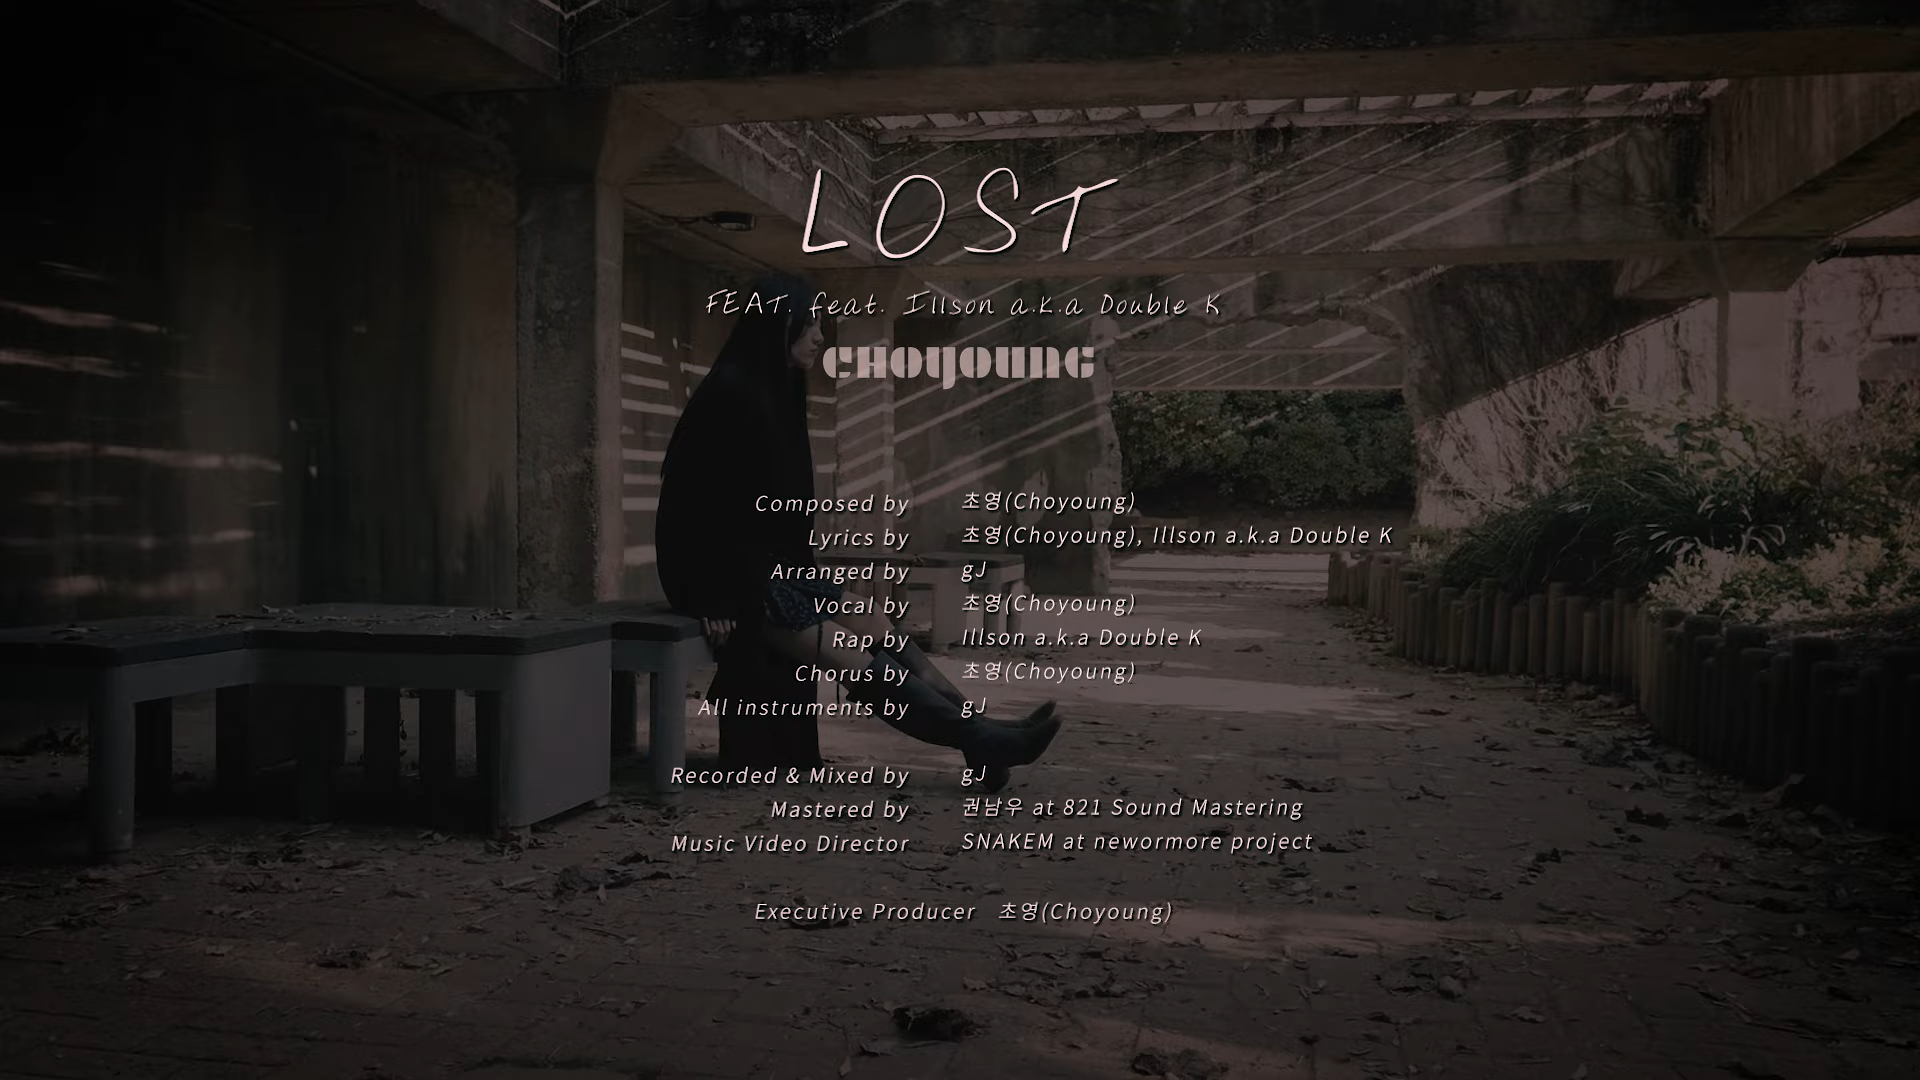 LOST
FEAT. feat. Illson a.k.a Double K
CHOYOUNG
Composed by 초영(Choyoung)
Lyrics by 초영(Choyoung), Illson a.k.a Double K
Arranged by gJ
Vocal by 초영(Choyoung)
Rap by Illson a.k.a Double K
Chorus by 초영(Choyoung)
All instruments by gJ
Recorded & Mixed by gJ
Mastered by 권남우 at 821 Sound Mastering
Music Video Director SNAKEM at newormore project
Executive Producer 초영(Choyoung)